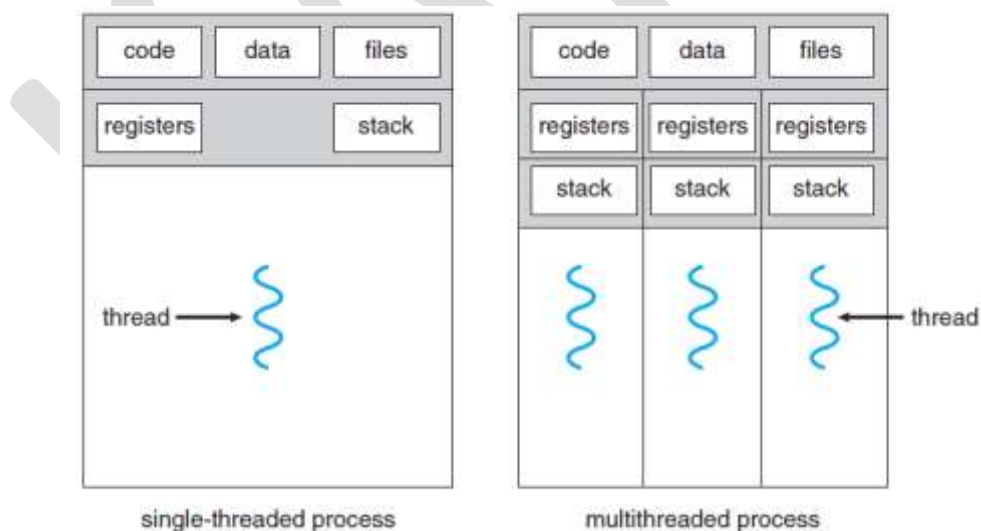 code data files code data files
registers stack registers registers registers
stack stack stack
thread thread
single-threaded process multithreaded process